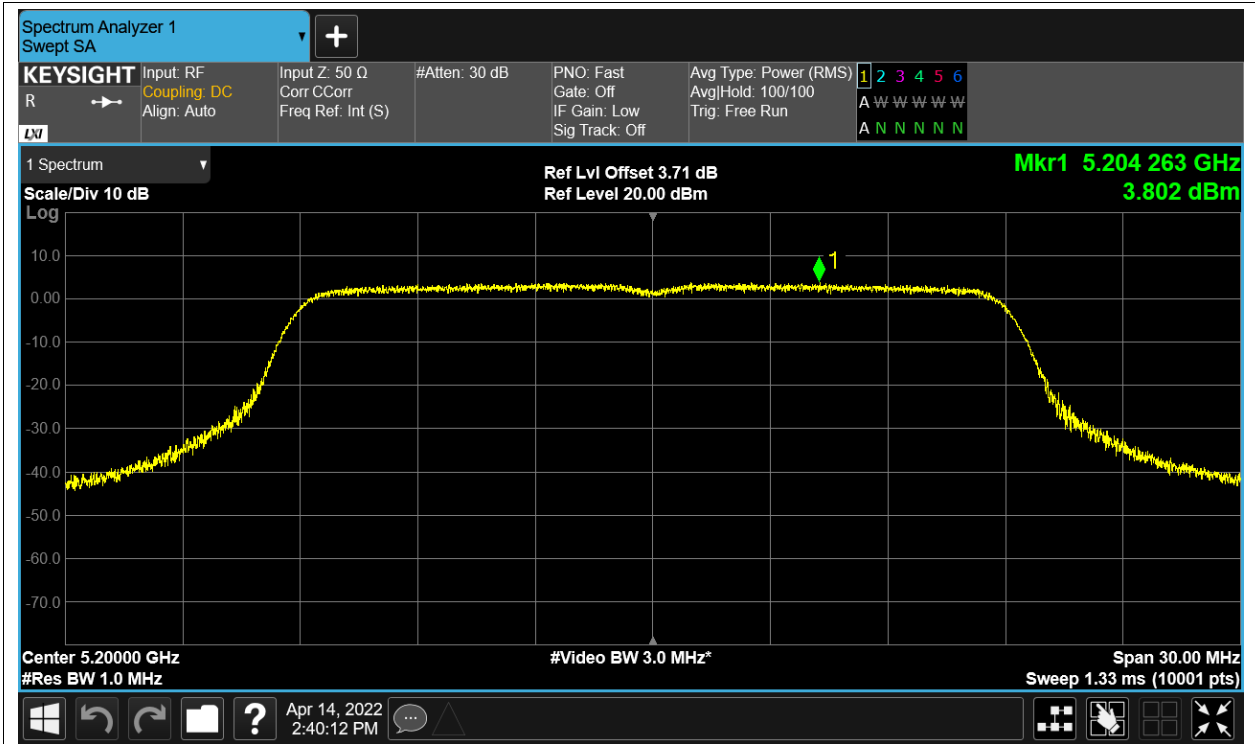 Spectrum Analyzer 1
Swept SA
KEYSIGHT
R
LXI
Input: RF
Coupling: DC
Align: Auto
Input Z: 50 Ω
Corr CCorr
Freq Ref: Int (S)
#Atten: 30 dB
PNO: Fast
Gate: Off
IF Gain: Low
Sig Track: Off
Avg Type: Power (RMS)
Avg|Hold: 100/100
Trig: Free Run
1 2 3 4 5 6
A W W W W W
A N N N N N
1 Spectrum
Scale/Div 10 dB
Log
Ref Lvl Offset 3.71 dB
Ref Level 20.00 dBm
Mkr1 5.204 263 GHz
3.802 dBm
1
10.0
0.00
-10.0
-20.0
-30.0
-40.0
-50.0
-60.0
-70.0
Center 5.20000 GHz
#Res BW 1.0 MHz
#Video BW 3.0 MHz*
Span 30.00 MHz
Sweep 1.33 ms (10001 pts)
?
Apr 14, 2022
2:40:12 PM